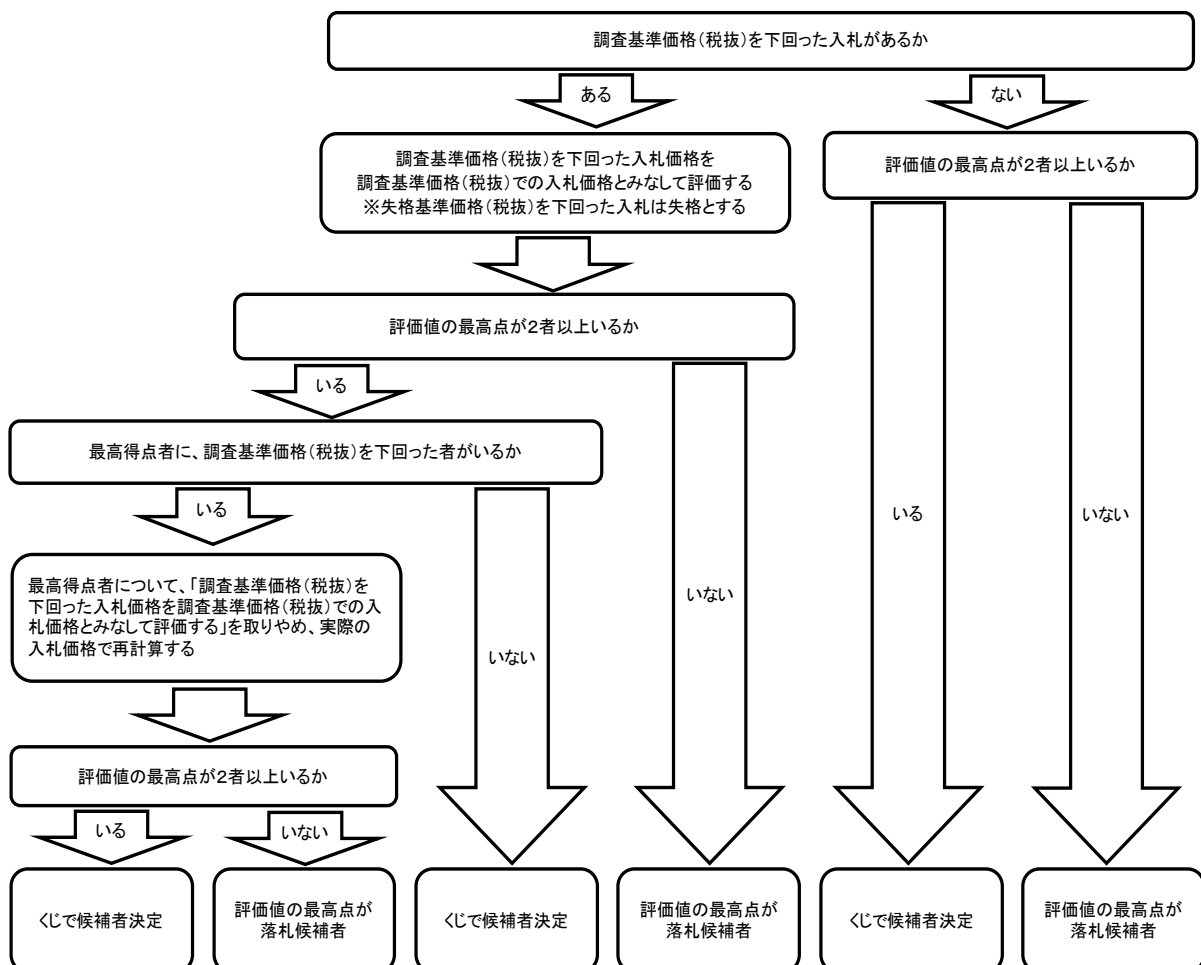 調査基準価格(税抜)を下回った入札があるか
ある
ない
調査基準価格(税抜)を下回った入札価格を
調査基準価格(税抜)での入札価格とみなして評価する
※失格基準価格(税抜)を下回った入札は失格とする
評価値の最高点が2者以上いるか
評価値の最高点が2者以上いるか
いる
いない
いる
いない
最高得点者に、調査基準価格(税抜)を下回った者がいるか
いる
いない
最高得点者について、「調査基準価格(税抜)を
下回った入札価格を調査基準価格(税抜)での入
札価格とみなして評価する」を取りやめ、実際の
入札価格で再計算する
評価値の最高点が2者以上いるか
いる
いない
くじで候補者決定
評価値の最高点が
落札候補者
くじで候補者決定
評価値の最高点が
落札候補者
くじで候補者決定
評価値の最高点が
落札候補者